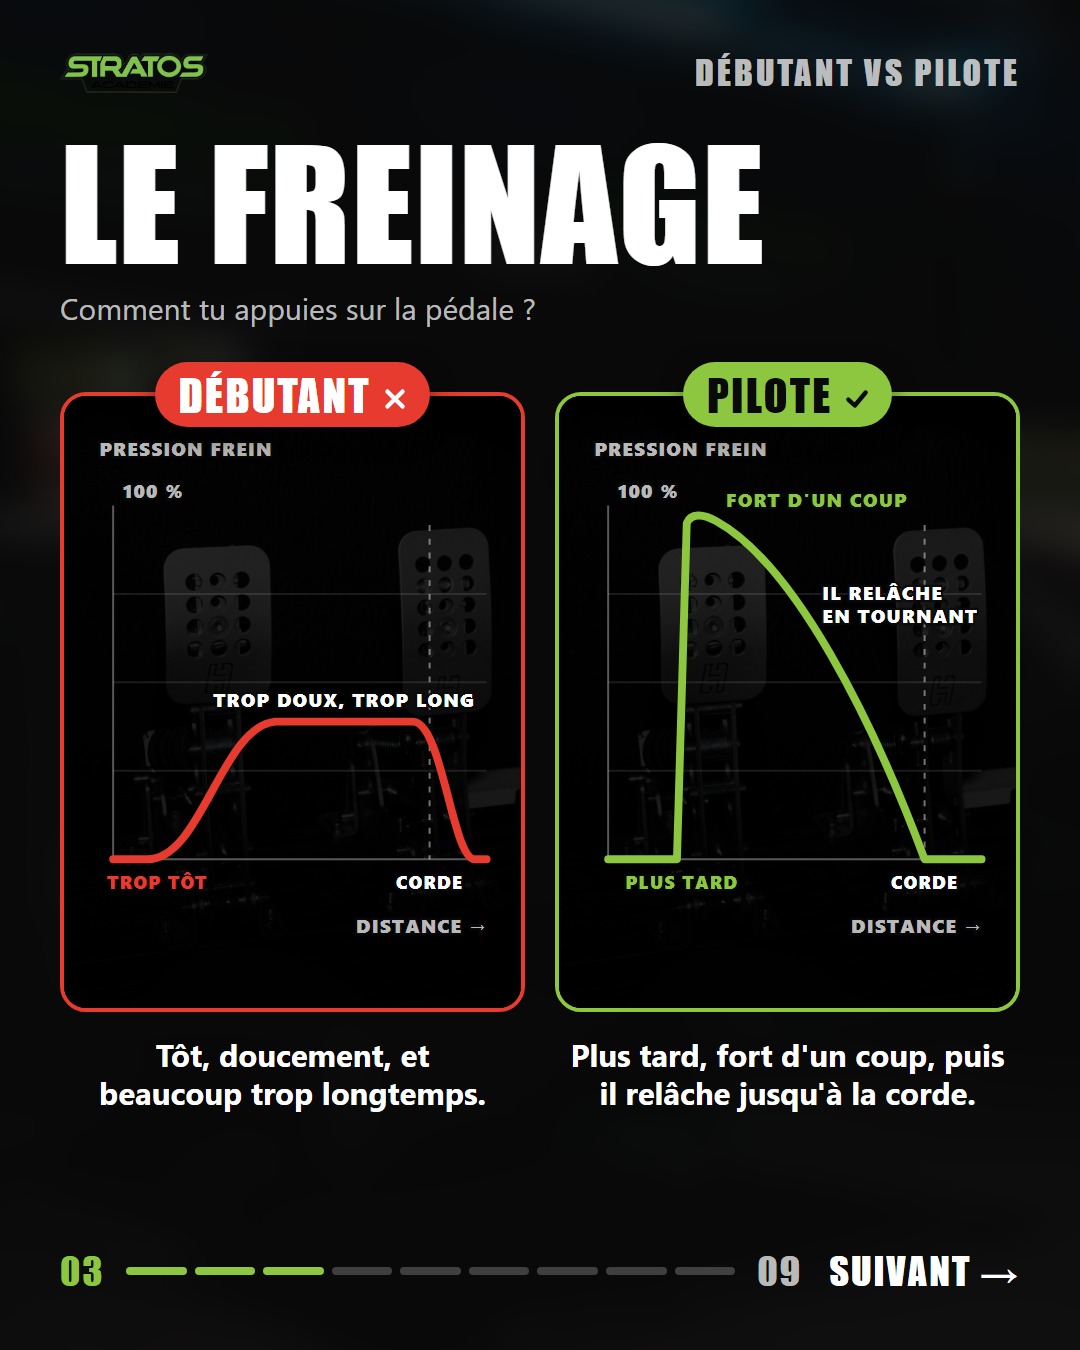 STRATOS
ACADEMIE
DÉBUTANT VS PILOTE
LE FREINAGE
Comment tu appuies sur la pédale ?
DÉBUTANT ×
PRESSION FREIN
100 %
TROP DOUX, TROP LONG
TROP TÔT
CORDE
DISTANCE →
Tôt, doucement, et
beaucoup trop longtemps.
PILOTE ✓
PRESSION FREIN
100 %
FORT D'UN COUP
IL RELÂCHE
EN TOURNANT
PLUS TARD
CORDE
DISTANCE →
Plus tard, fort d'un coup, puis
il relâche jusqu'à la corde.
03
09
SUIVANT →